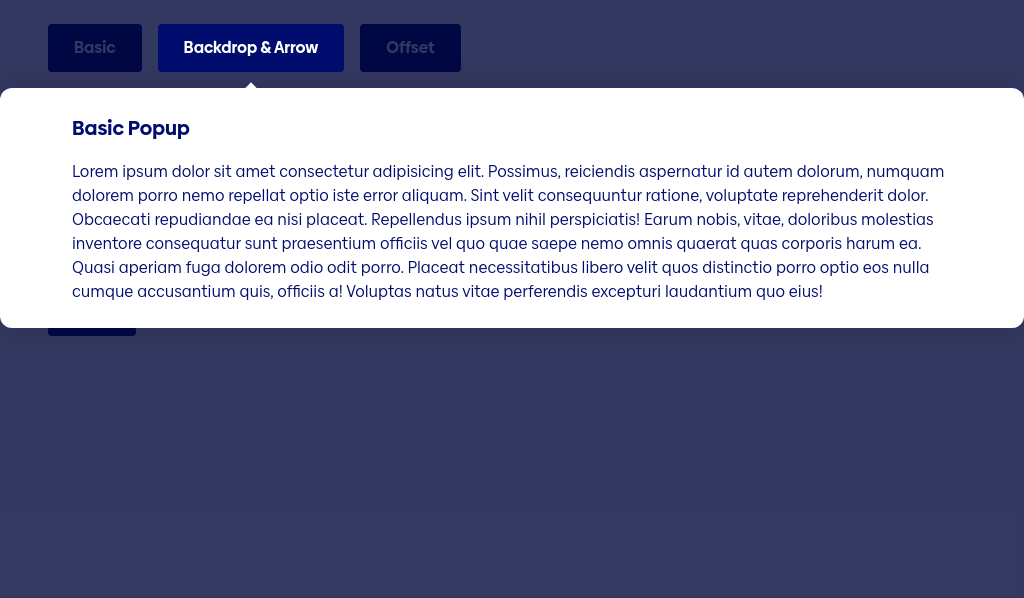 Basic
Backdrop & Arrow
Offset
Basic Popup
Lorem ipsum dolor sit amet consectetur adipisicing elit. Possimus, reiciendis aspernatur id autem dolorum, numquam
dolorem porro nemo repellat optio iste error aliquam. Sint velit consequuntur ratione, voluptate reprehenderit dolor.
Obcaecati repudiandae ea nisi placeat. Repellendus ipsum nihil perspiciatis! Earum nobis, vitae, doloribus molestias
inventore consequatur sunt praesentium officiis vel quo quae saepe nemo omnis quaerat quas corporis harum ea.
Quasi aperiam fuga dolorem odio odit porro. Placeat necessitatibus libero velit quos distinctio porro optio eos nulla
cumque accusantium quis, officiis a! Voluptas natus vitae perferendis excepturi laudantium quo eius!